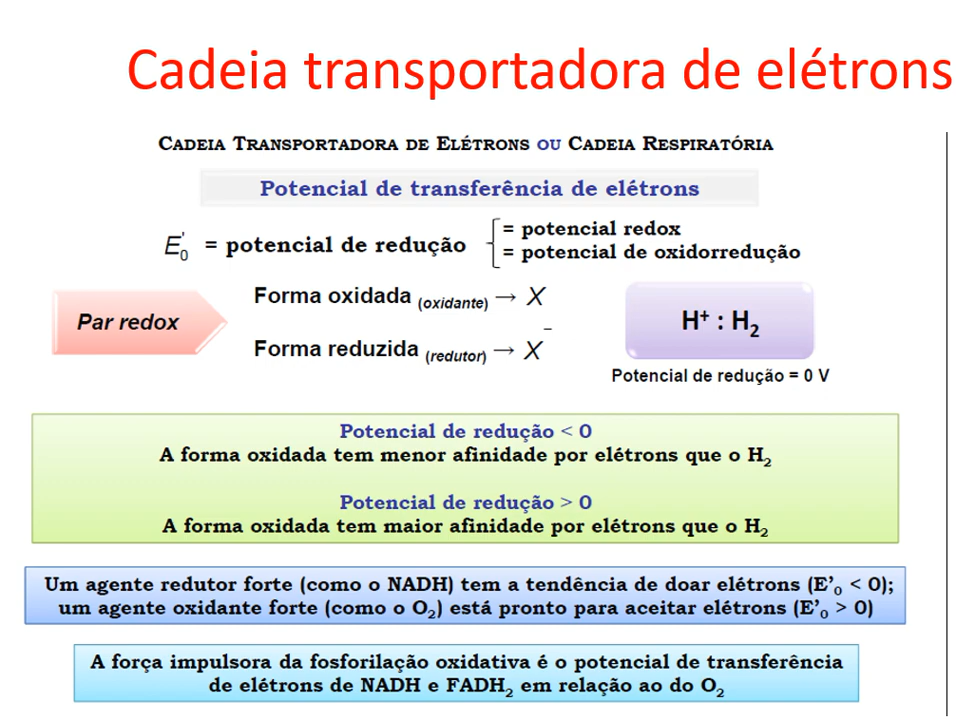 Cadeia transportadora de elétrons
CADEIA TRANSPORTADORA DE ELÉTRONS OU CADEIA RESPIRATÓRIA
Potencial de transferência de elétrons
E'₀ = potencial de redução
= potencial redox
= potencial de oxidorredução
Par redox
Forma oxidada (oxidante) → X
Forma reduzida (redutor) → X⁻
H⁺ : H₂
Potencial de redução = 0 V
Potencial de redução < 0
A forma oxidada tem menor afinidade por elétrons que o H₂
Potencial de redução > 0
A forma oxidada tem maior afinidade por elétrons que o H₂
Um agente redutor forte (como o NADH) tem a tendência de doar elétrons (E'₀ < 0);
um agente oxidante forte (como o O₂) está pronto para aceitar elétrons (E'₀ > 0)
A força impulsora da fosforilação oxidativa é o potencial de transferência
de elétrons de NADH e FADH₂ em relação ao do O₂